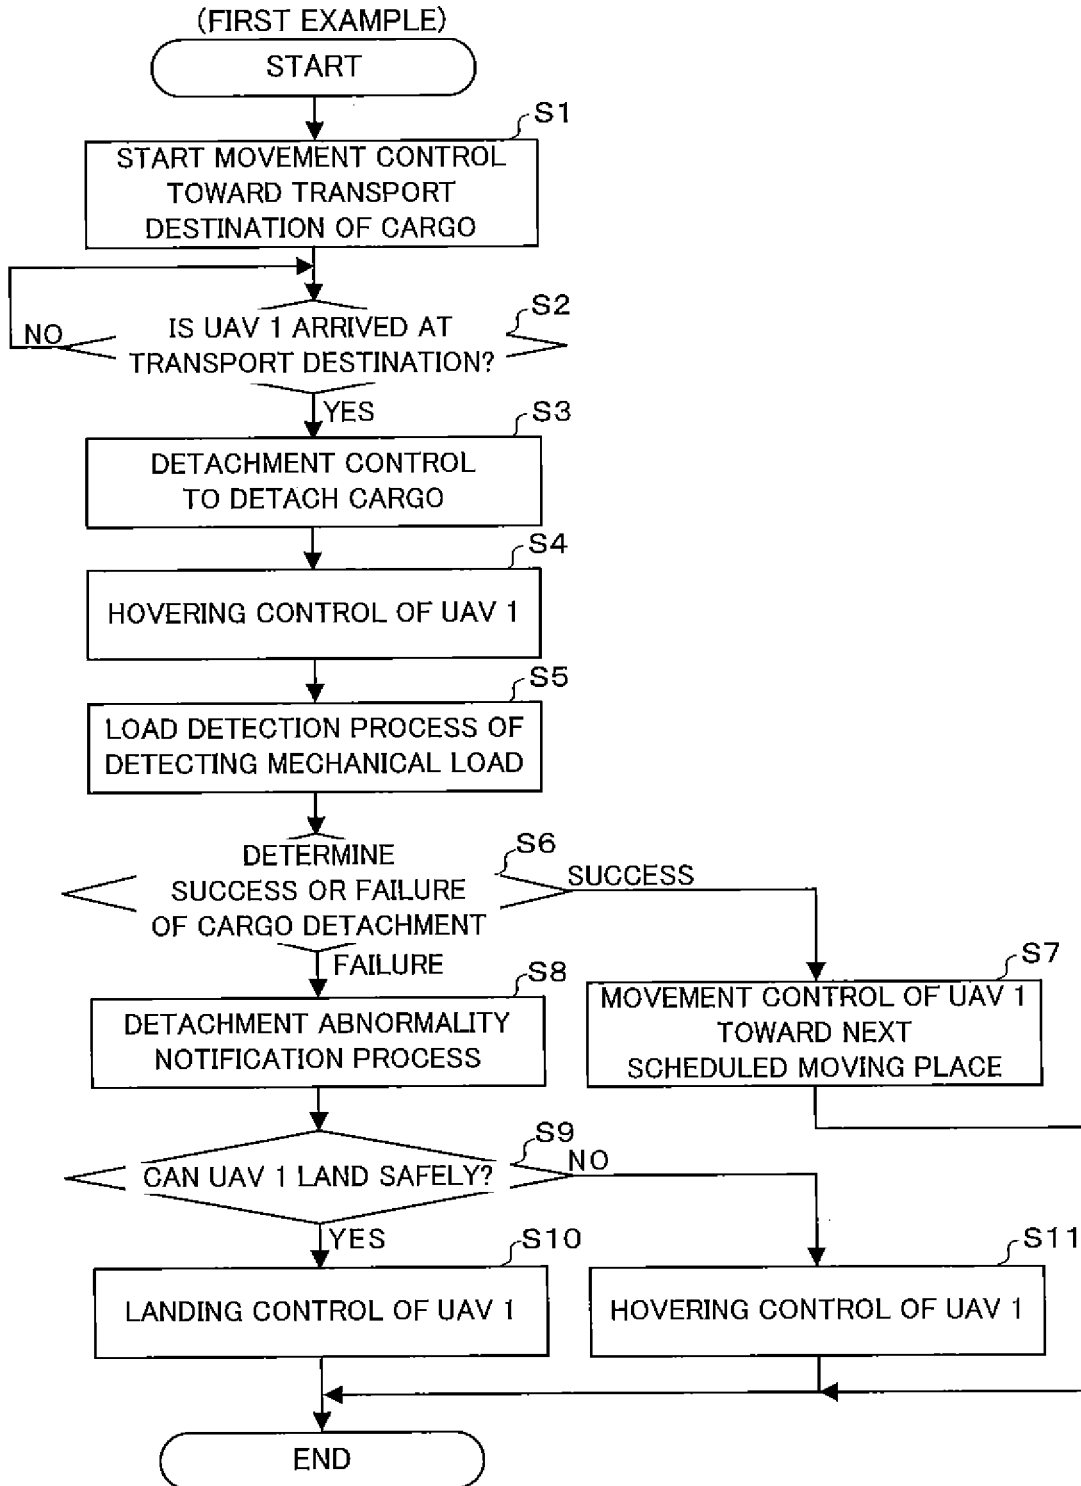 (FIRST EXAMPLE)
START
S1
START MOVEMENT CONTROL
TOWARD TRANSPORT
DESTINATION OF CARGO
S2
IS UAV 1 ARRIVED AT
TRANSPORT DESTINATION?
NO
YES
S3
DETACHMENT CONTROL
TO DETACH CARGO
S4
HOVERING CONTROL OF UAV 1
S5
LOAD DETECTION PROCESS OF
DETECTING MECHANICAL LOAD
S6
DETERMINE
SUCCESS OR FAILURE
OF CARGO DETACHMENT
SUCCESS
FAILURE
S7
MOVEMENT CONTROL OF UAV 1
TOWARD NEXT
SCHEDULED MOVING PLACE
S8
DETACHMENT ABNORMALITY
NOTIFICATION PROCESS
S9
CAN UAV 1 LAND SAFELY?
NO
YES
S10
LANDING CONTROL OF UAV 1
S11
HOVERING CONTROL OF UAV 1
END